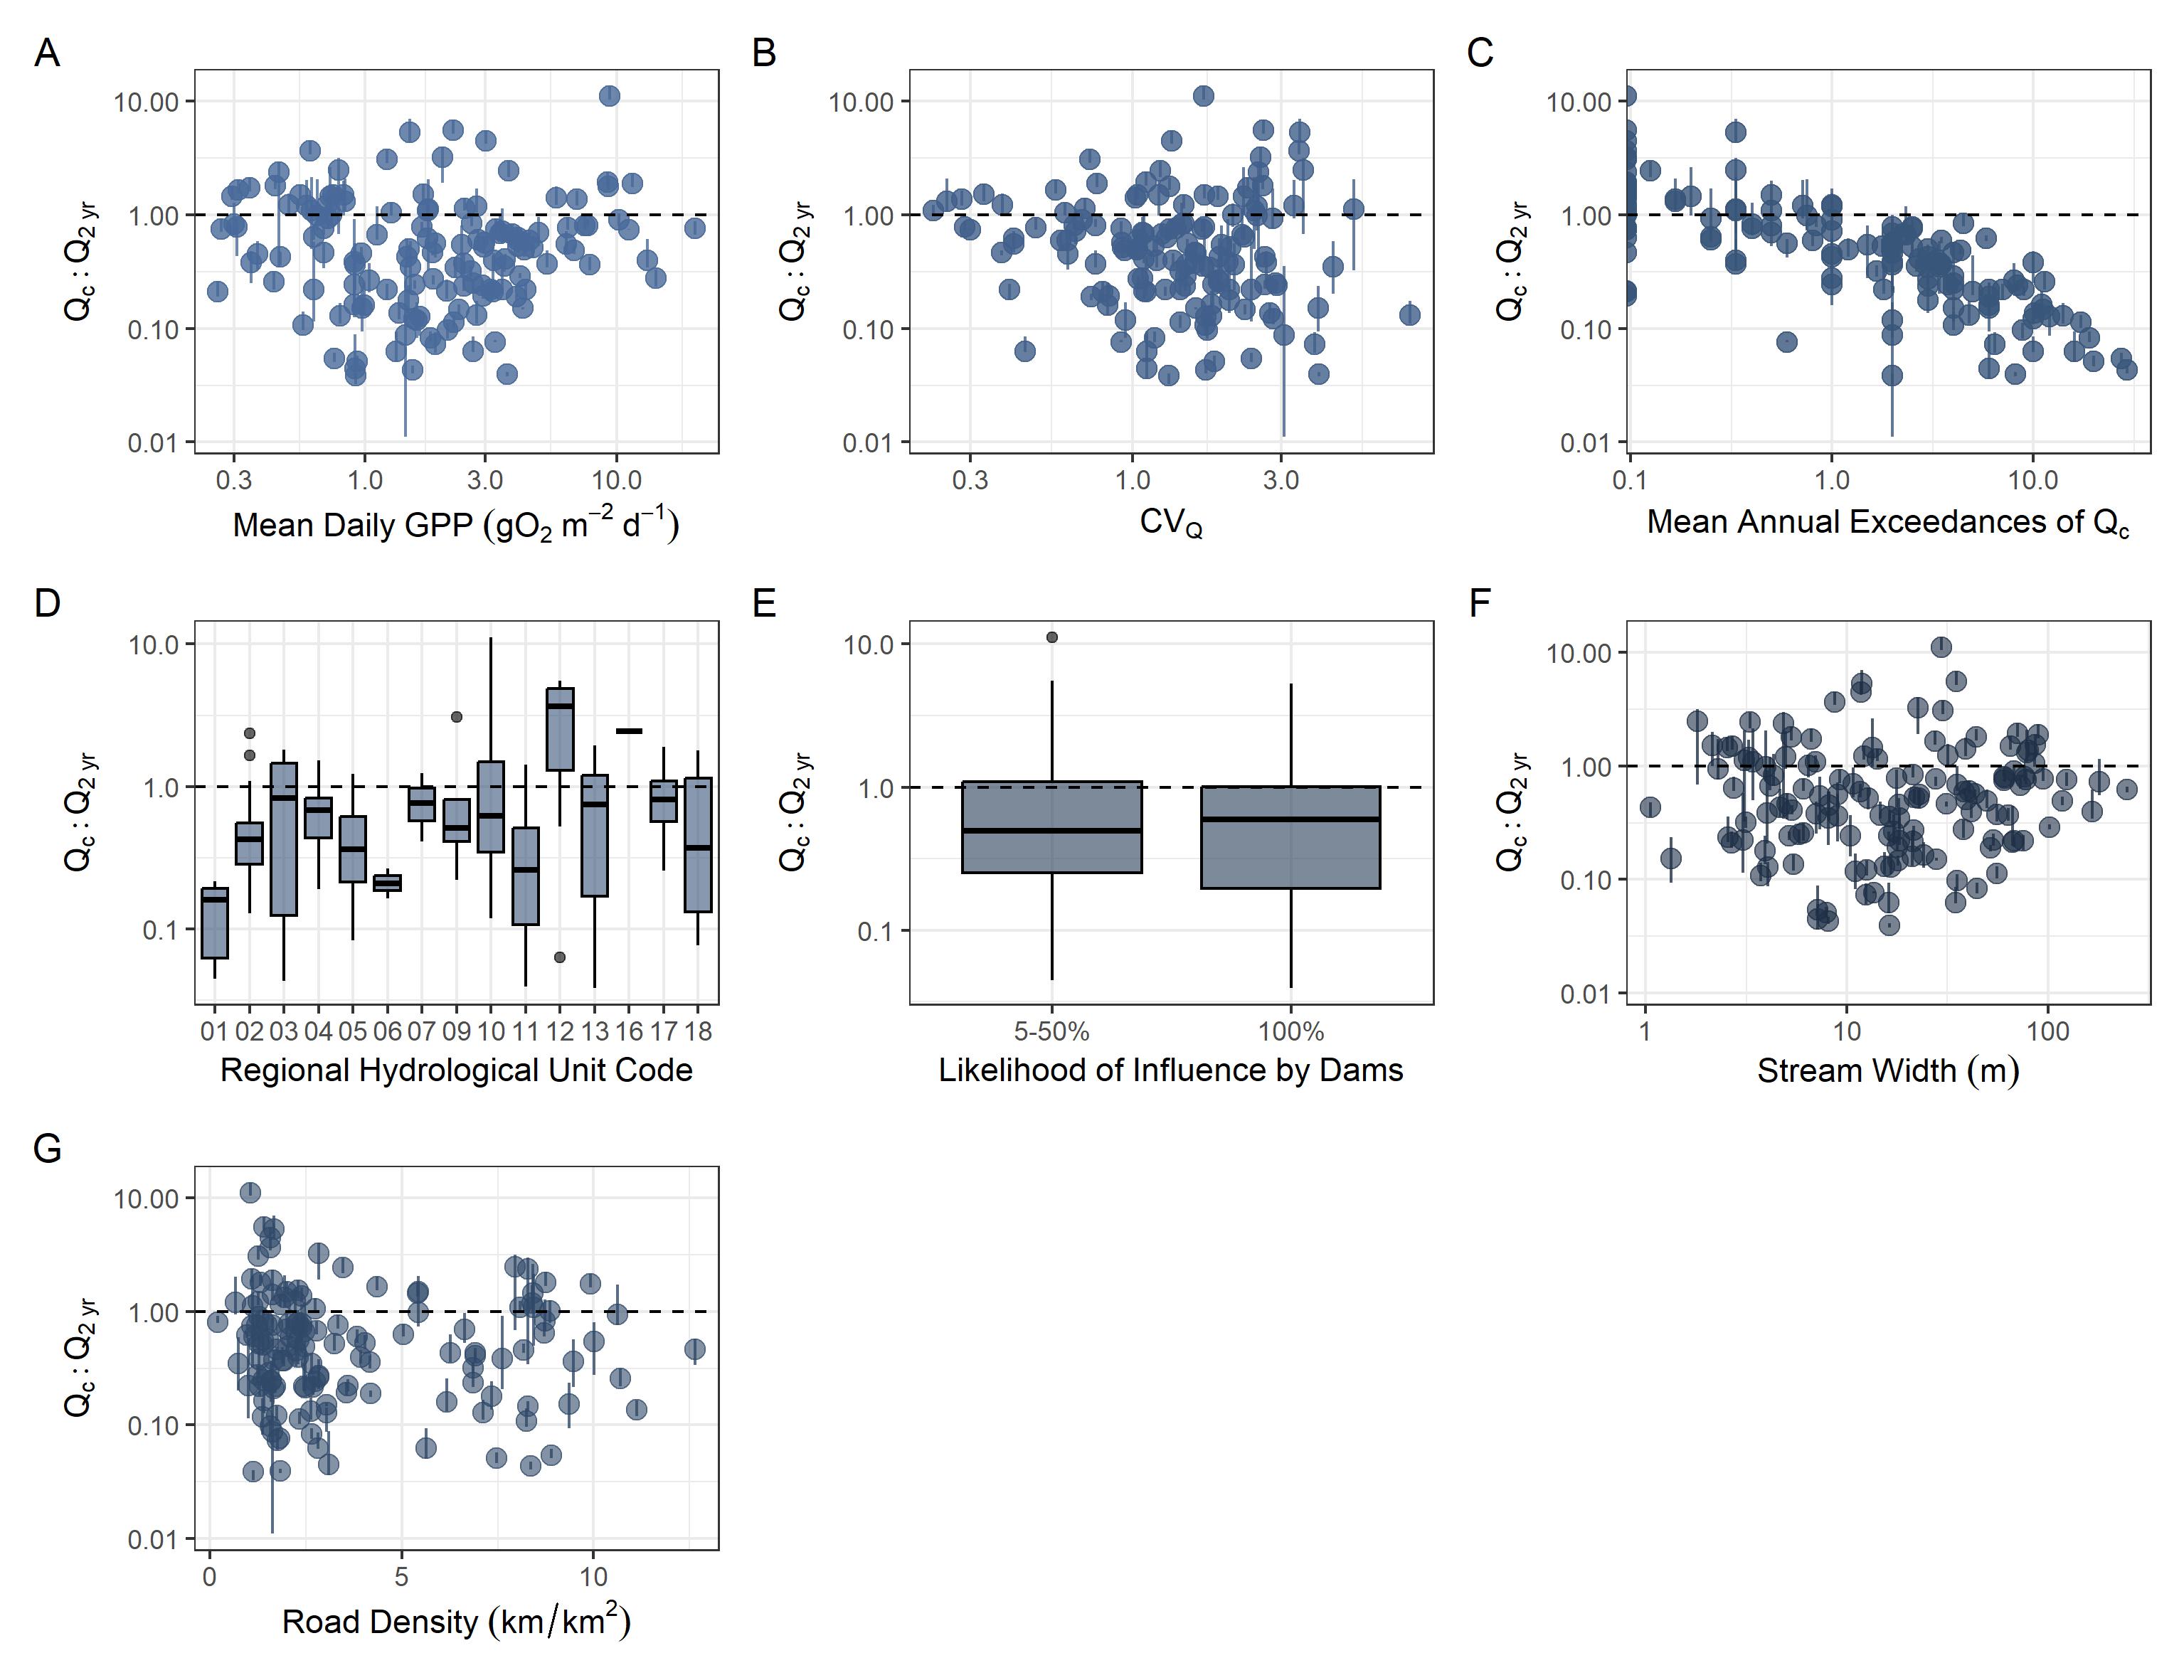 A
10.00
1.00
0.10
0.01
Qc : Q2 yr
0.3 1.0 3.0 10.0
Mean Daily GPP (gO2 m−2 d−1)
B
10.00
1.00
0.10
0.01
Qc : Q2 yr
0.3 1.0 3.0
CVQ
C
10.00
1.00
0.10
0.01
Qc : Q2 yr
0.1 1.0 10.0
Mean Annual Exceedances of Qc
D
10.0
1.0
0.1
Qc : Q2 yr
01 02 03 04 05 06 07 09 10 11 12 13 16 17 18
Regional Hydrological Unit Code
E
10.0
1.0
0.1
Qc : Q2 yr
5-50% 100%
Likelihood of Influence by Dams
F
10.00
1.00
0.10
0.01
Qc : Q2 yr
1 10 100
Stream Width (m)
G
10.00
1.00
0.10
0.01
Qc : Q2 yr
0 5 10
Road Density (km/km2)